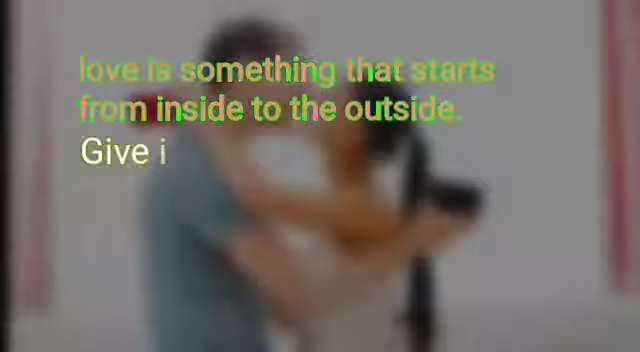 love is something that starts
from inside to the outside.
Give i